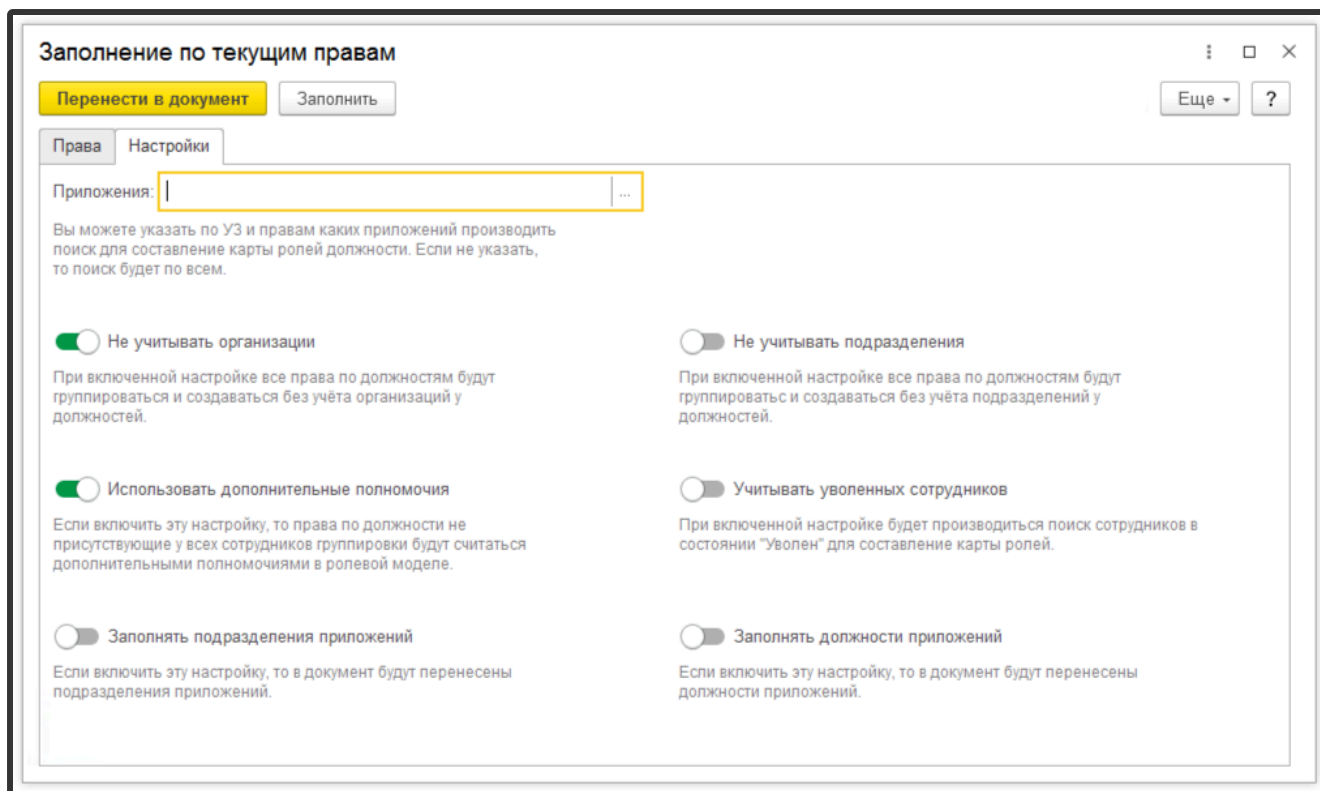 Заполнение по текущим правам
Перенести в документ
Заполнить
Еще
?
Права
Настройки
Приложения:
...
Вы можете указать по УЗ и правам каких приложений производить
поиск для составление карты ролей должности. Если не указать,
то поиск будет по всем.
Не учитывать организации
При включенной настройке все права по должностям будут
группироваться и создаваться без учёта организаций у
должностей.
Не учитывать подразделения
При включенной настройке все права по должностям будут
группироватьс и создаваться без учёта подразделений у
должностей.
Использовать дополнительные полномочия
Если включить эту настройку, то права по должности не
присутствующие у всех сотрудников группировки будут считаться
дополнительными полномочиями в ролевой моделе.
Учитывать уволенных сотрудников
При включенной настройке будет производиться поиск сотрудников в
состоянии "Уволен" для составление карты ролей.
Заполнять подразделения приложений
Если включить эту настройку, то в документ будут перенесены
подразделения приложений.
Заполнять должности приложений
Если включить эту настройку, то в документ будут перенесены
должности приложений.